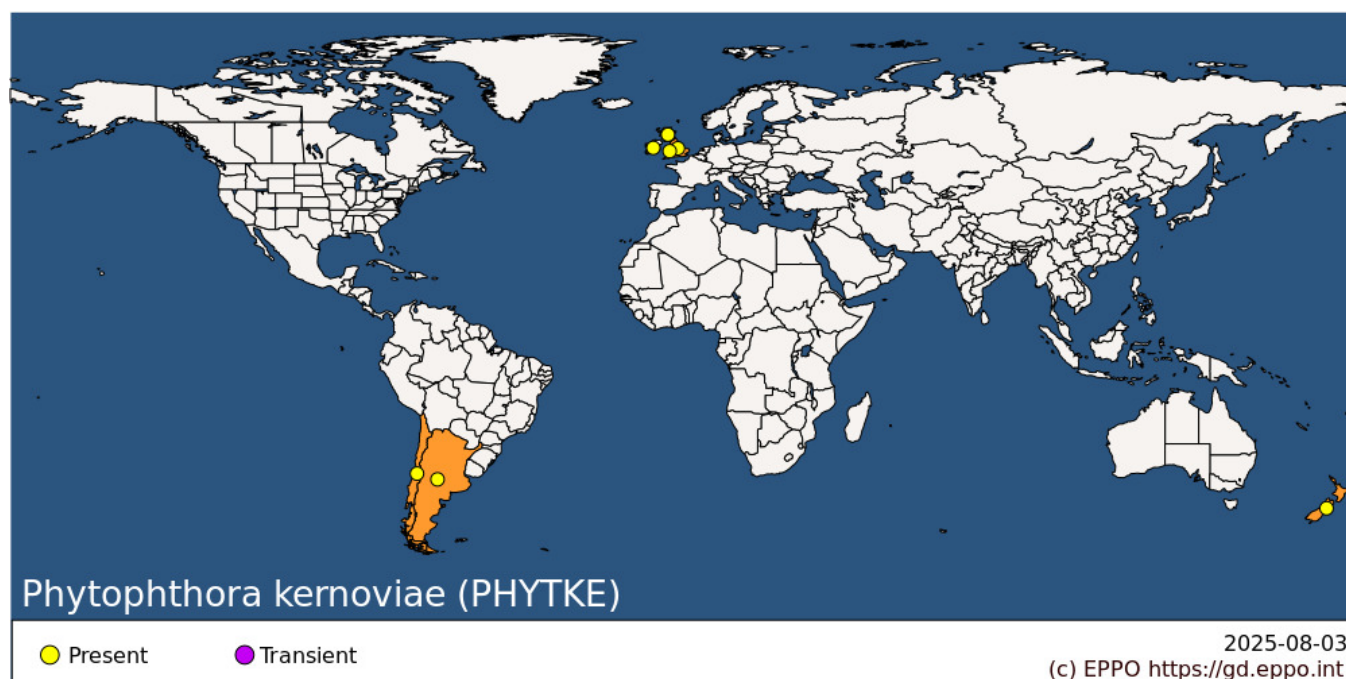 Phytophthora kernoviae (PHYTKE)
Present
Transient
2025-08-03
(c) EPPO https://gd.eppo.int